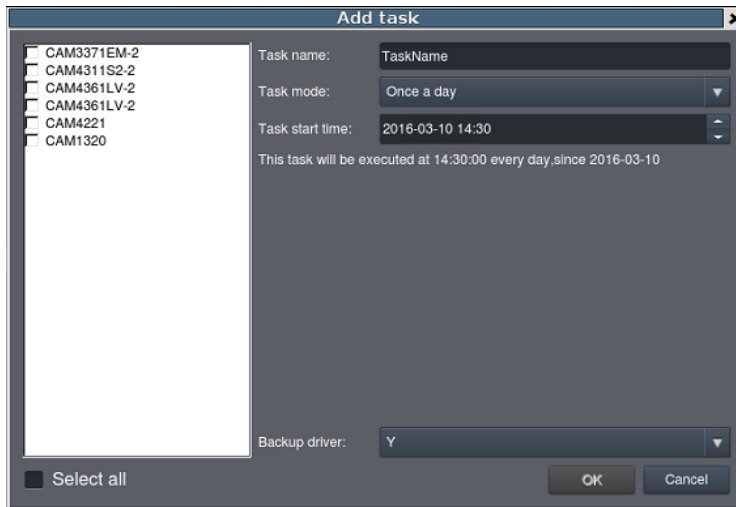 Add task
CAM3371EM-2
CAM4311S2-2
CAM4361LV-2
CAM4361LV-2
CAM4221
CAM1320
Task name: TaskName
Task mode: Once a day
Task start time: 2016-03-10 14:30
This task will be executed at 14:30:00 every day,since 2016-03-10
Backup driver: Y
Select all OK Cancel